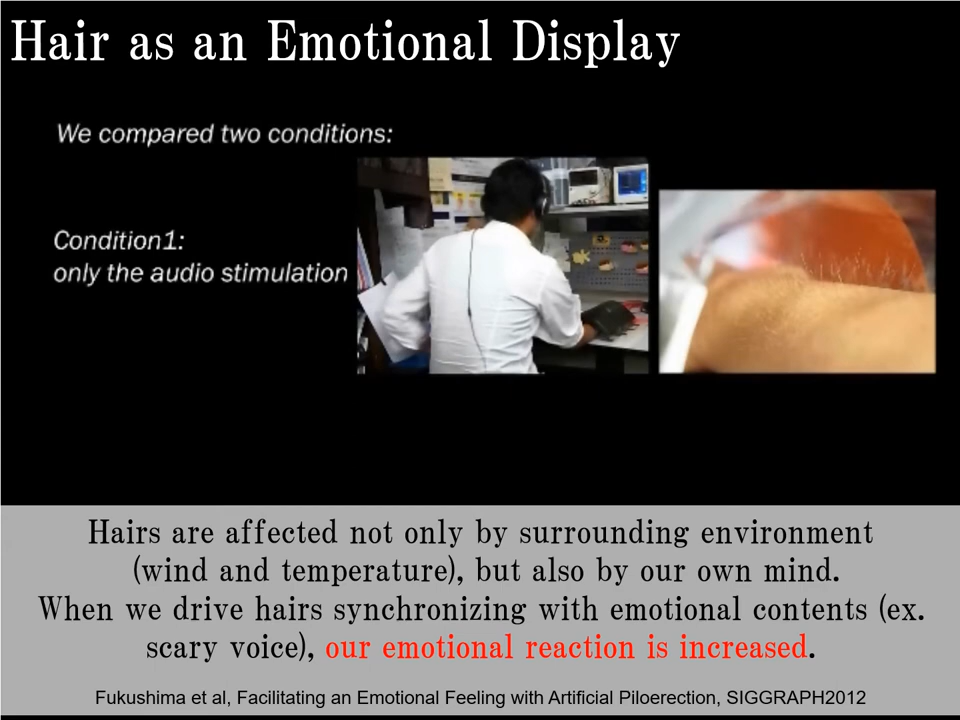 Hair as an Emotional Display
We compared two conditions:
Condition1:
only the audio stimulation
Hairs are affected not only by surrounding environment
(wind and temperature), but also by our own mind.
When we drive hairs synchronizing with emotional contents (ex.
scary voice), our emotional reaction is increased.
Fukushima et al, Facilitating an Emotional Feeling with Artificial Piloerection, SIGGRAPH2012